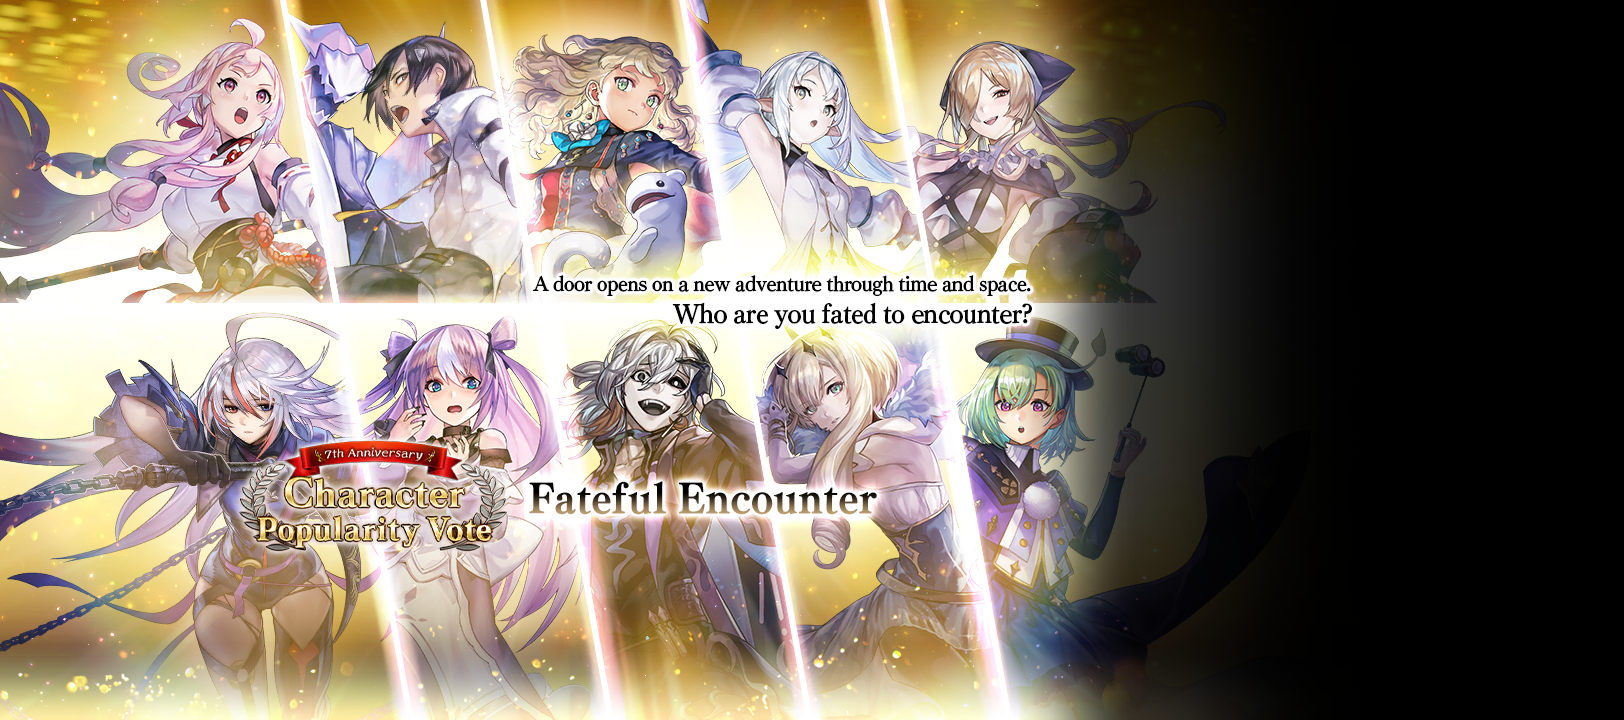 A door opens on a new adventure through time and space.
Who are you fated to encounter?
7th Anniversary
Character
Popularity Vote
Fateful Encounter